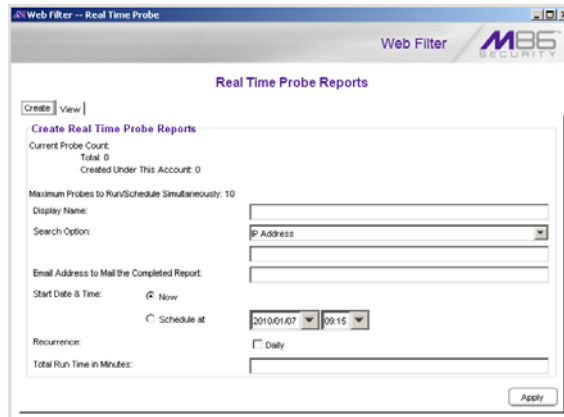 Web Filter -- Real Time Probe
Web Filter
M86
SECURITY
Real Time Probe Reports
Create View
Create Real Time Probe Reports
Current Probe Count:
Total: 0
Created Under This Account: 0
Maximum Probes to Run/Schedule Simultaneously: 10
Display Name:
Search Option: IP Address
Email Address to Mail the Completed Report:
Start Date & Time: Now
Schedule at 2010/01/07 09:15
Recurrence: Daily
Total Run Time in Minutes:
Apply